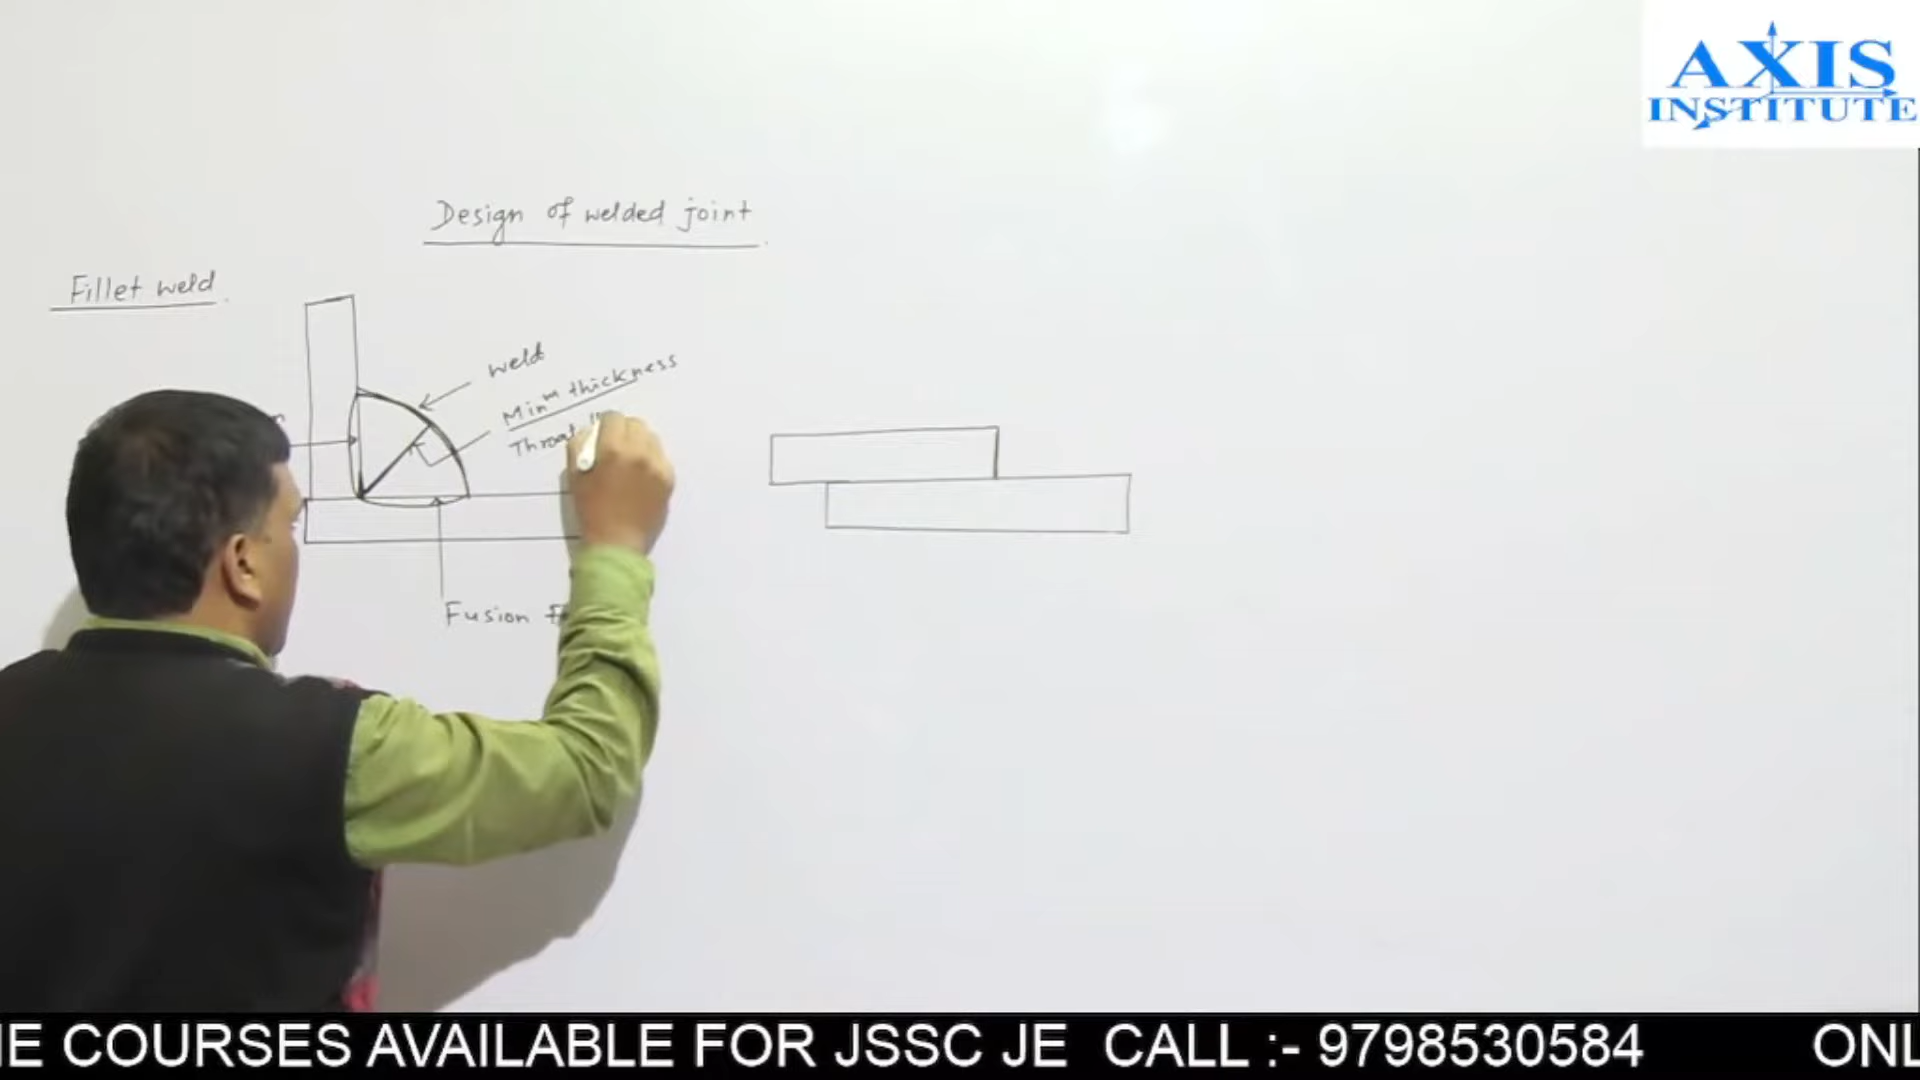 AXIS
INSTITUTE
Design of welded joint
Fillet weld
weld
Minᵐ thickness
Throat
Fusion
IE COURSES AVAILABLE FOR JSSC JE CALL :- 9798530584 ONL